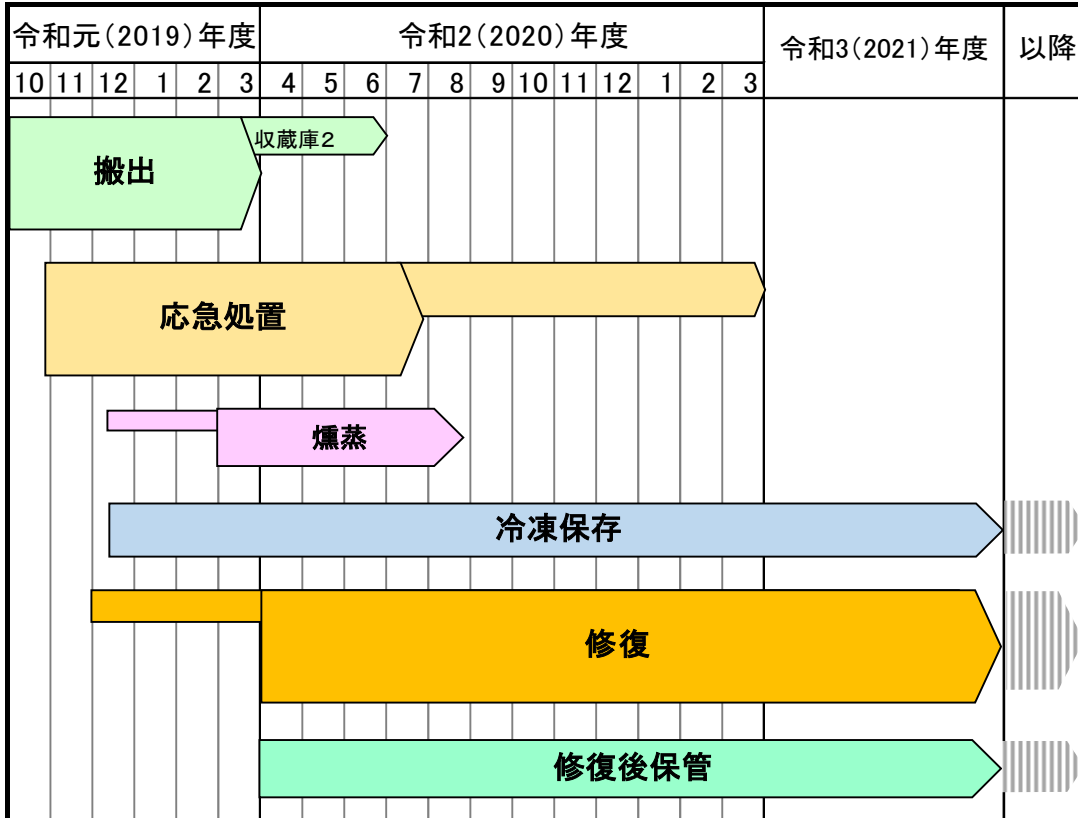 令和元(2019)年度 令和2(2020)年度 令和3(2021)年度 以降
10 11 12 1 2 3 4 5 6 7 8 9 10 11 12 1 2 3
収蔵庫2
搬出
応急処置
燻蒸
冷凍保存
修復
修復後保管